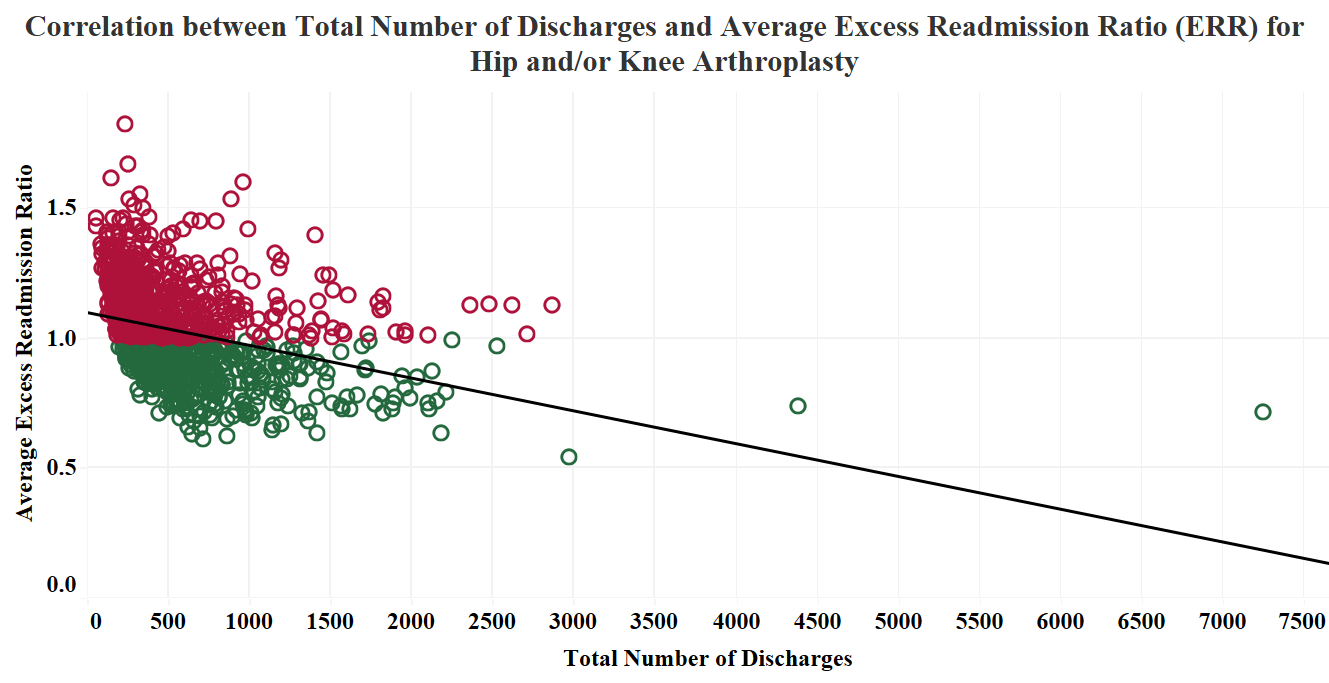 Correlation between Total Number of Discharges and Average Excess Readmission Ratio (ERR) for
Hip and/or Knee Arthroplasty
Average Excess Readmission Ratio
1.5
1.0
0.5
0.0
0 500 1000 1500 2000 2500 3000 3500 4000 4500 5000 5500 6000 6500 7000 7500
Total Number of Discharges